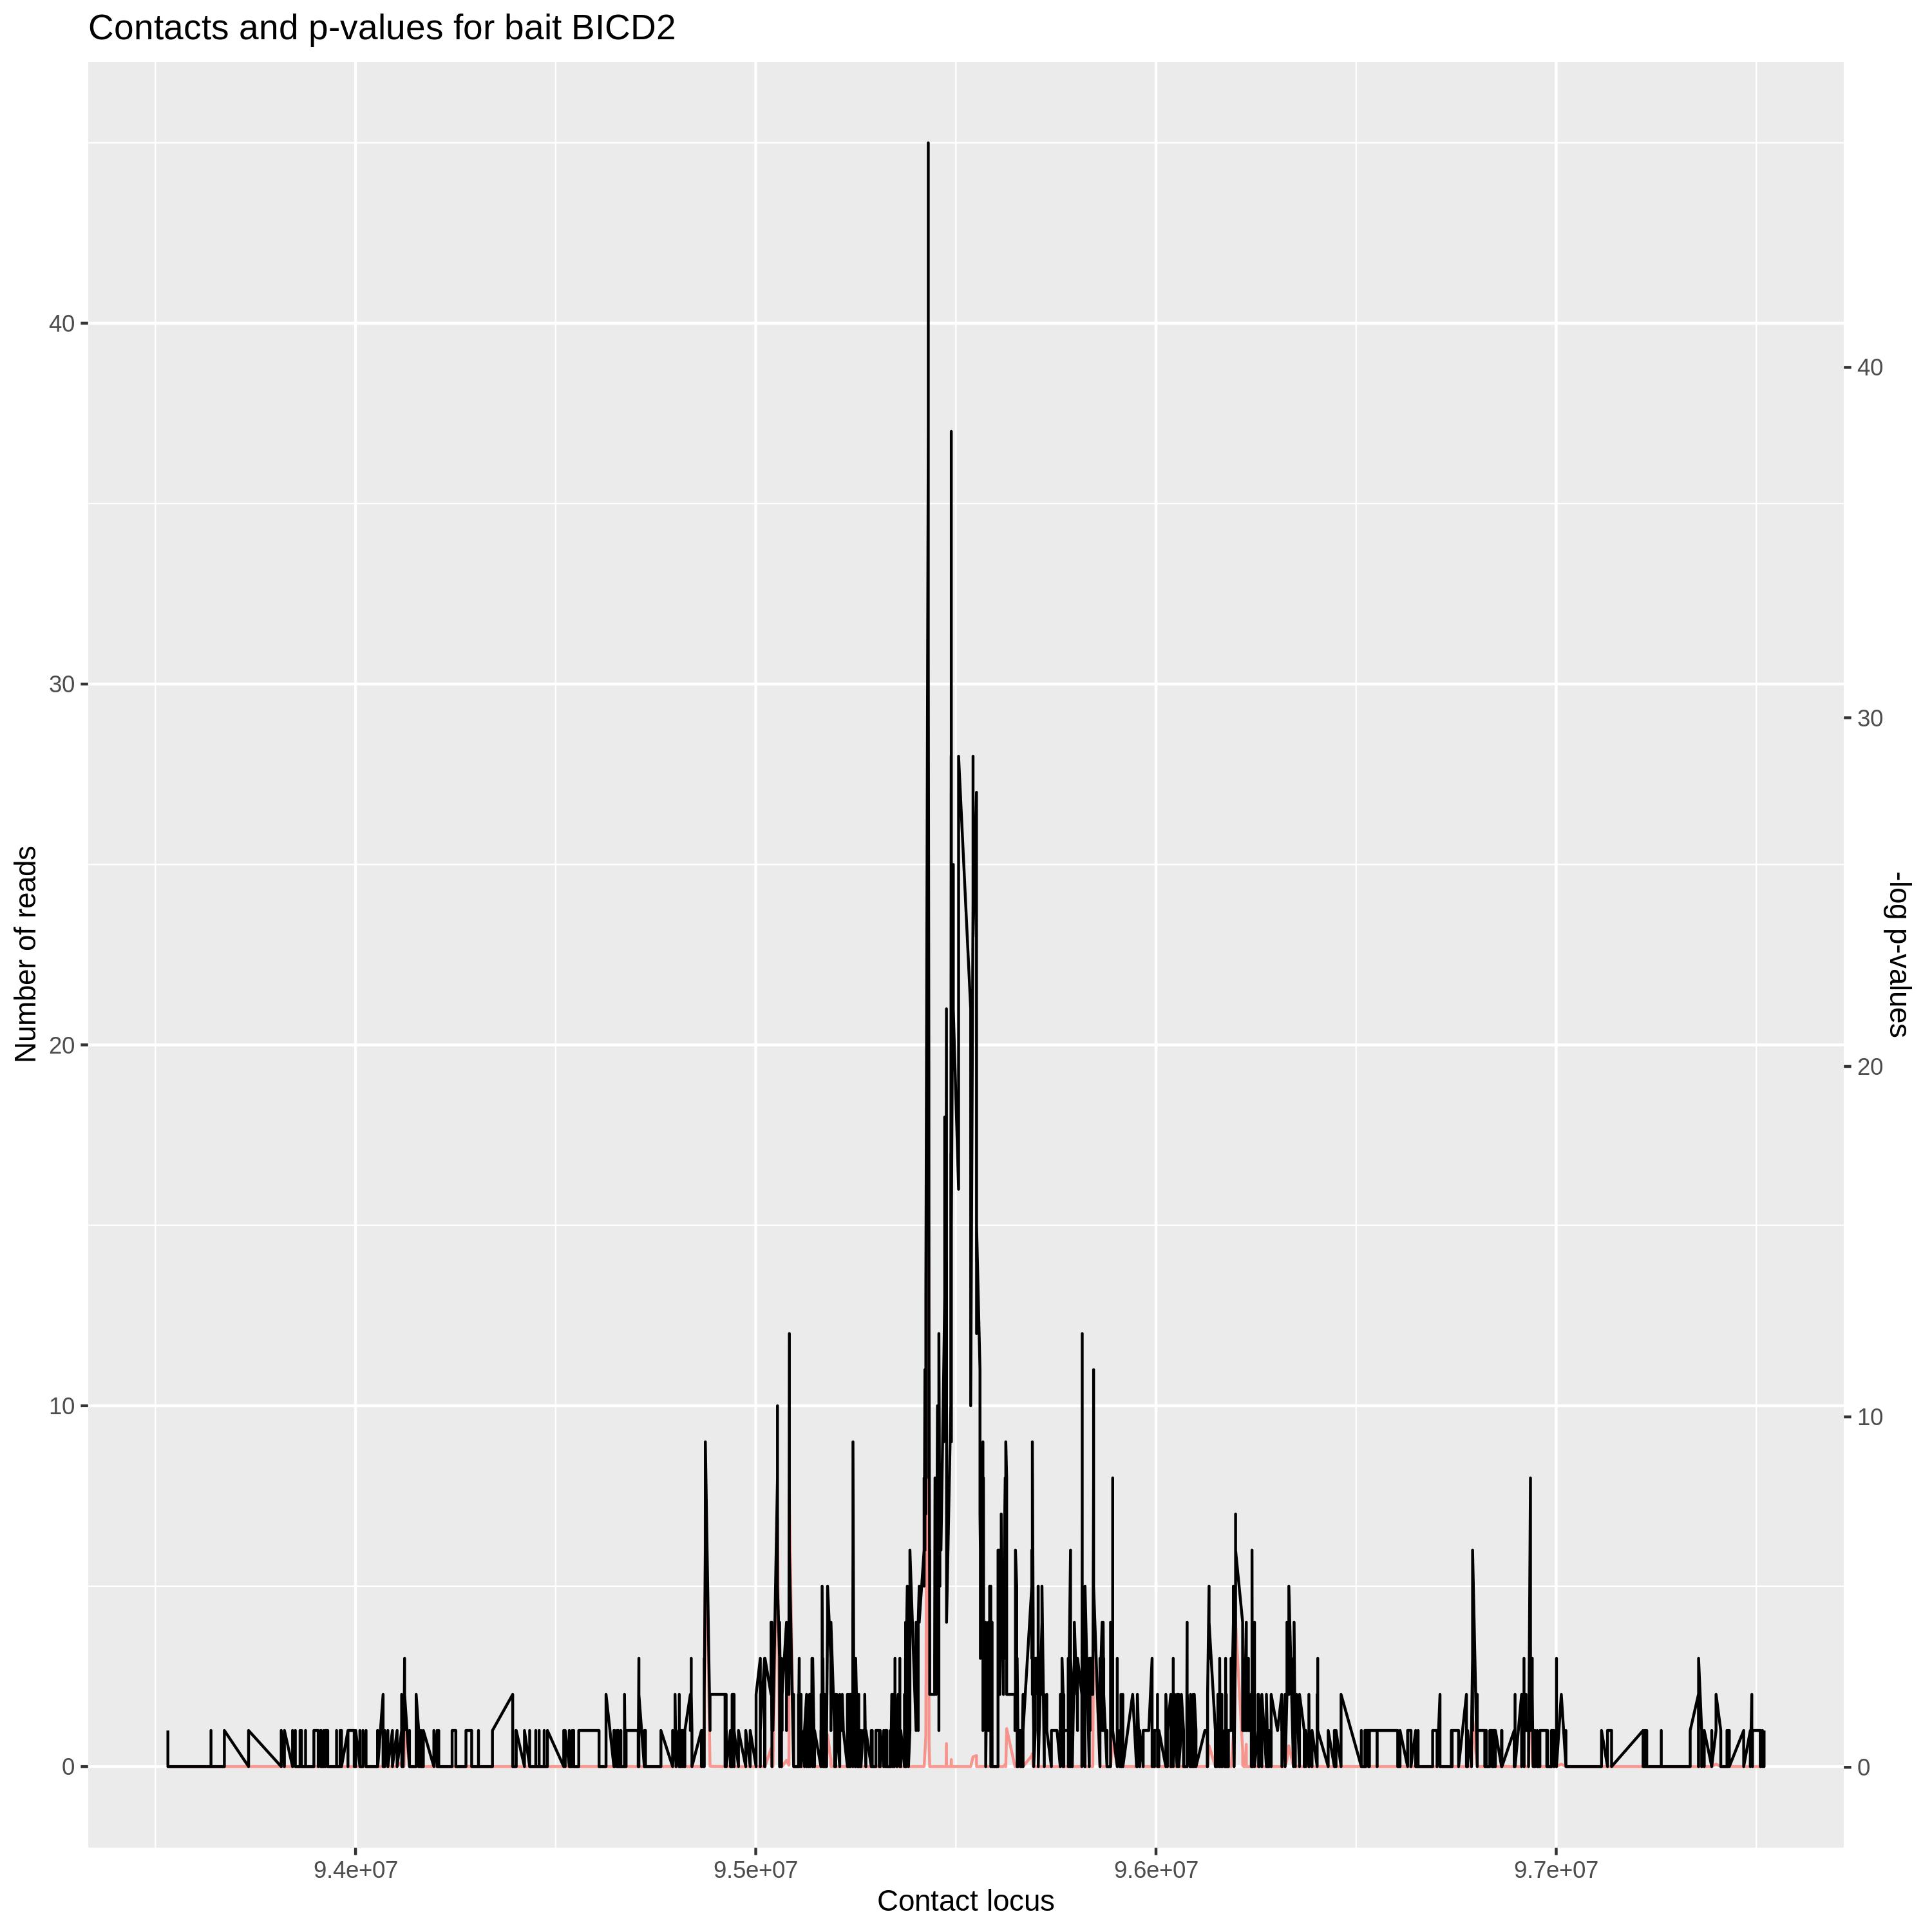 Contacts and p-values for bait BICD2
Number of reads
40
30
20
10
0
-log p-values
40
30
20
10
0
9.4e+07 9.5e+07 9.6e+07 9.7e+07
Contact locus